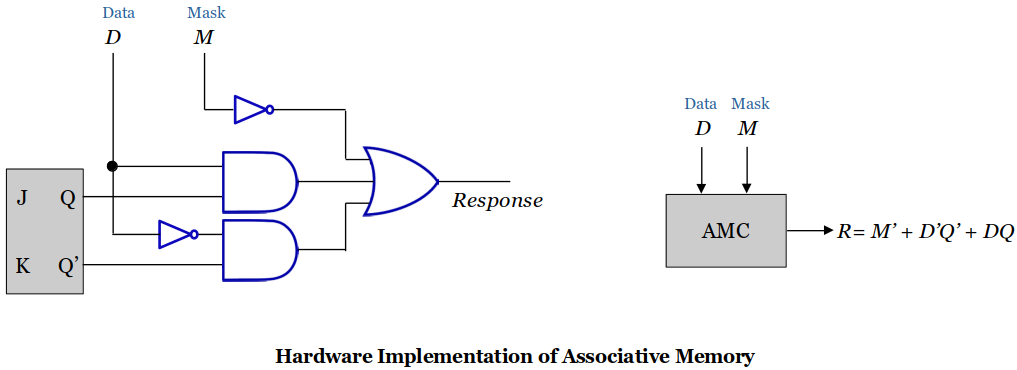 Data Mask
D M
J Q
K Q’
Response
Data Mask
D M
AMC
R= M’ + D’Q’ + DQ
Hardware Implementation of Associative Memory